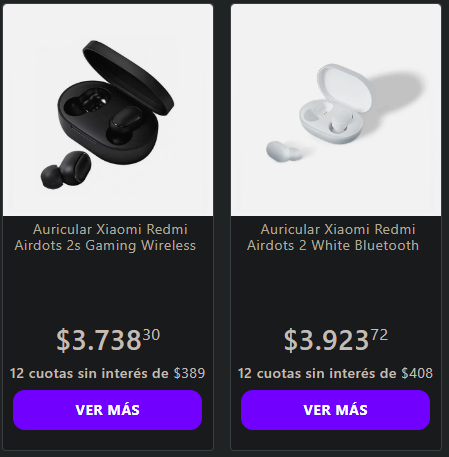 Auricular Xiaomi Redmi
Airdots 2s Gaming Wireless
$3.73830
12 cuotas sin interés de $389
VER MÁS
Auricular Xiaomi Redmi
Airdots 2 White Bluetooth
$3.92372
12 cuotas sin interés de $408
VER MÁS